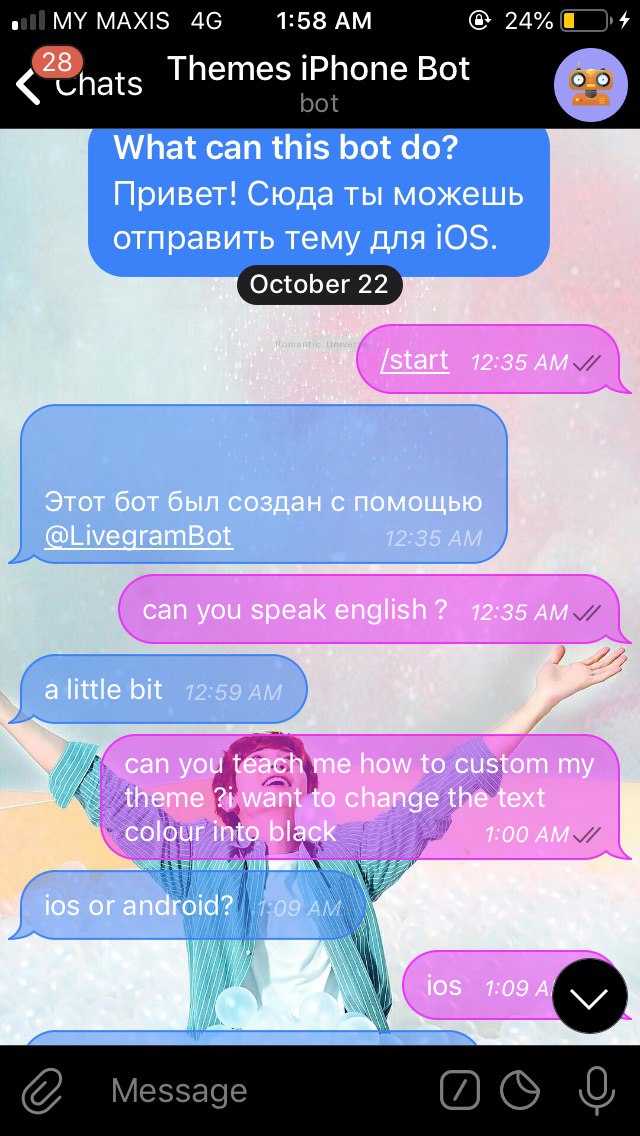 MY MAXIS 4G 1:58 AM 24%
28
Chats
Themes iPhone Bot
bot
What can this bot do?
Привет! Сюда ты можешь
отправить тему для iOS.
October 22
Romantic Universe
/start 12:35 AM
Этот бот был создан с помощью
@LivegramBot 12:35 AM
can you speak english ? 12:35 AM
a little bit 12:59 AM
can you teach me how to custom my
theme ?i want to change the text
colour into black 1:00 AM
ios or android? 1:09 AM
ios 1:09 A
Message